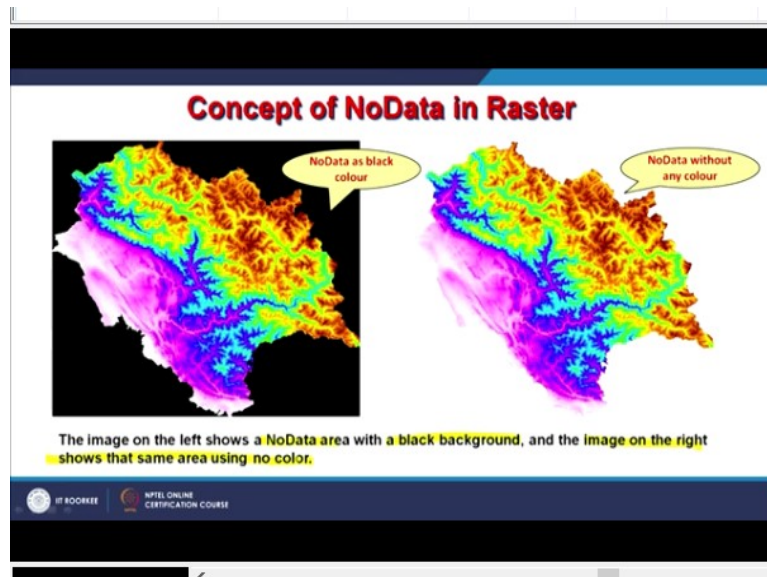 Concept of NoData in Raster
NoData as black
colour
NoData without
any colour
The image on the left shows a NoData area with a black background, and the image on the right
shows that same area using no color.
IIT ROORKEE
NPTEL ONLINE
CERTIFICATION COURSE